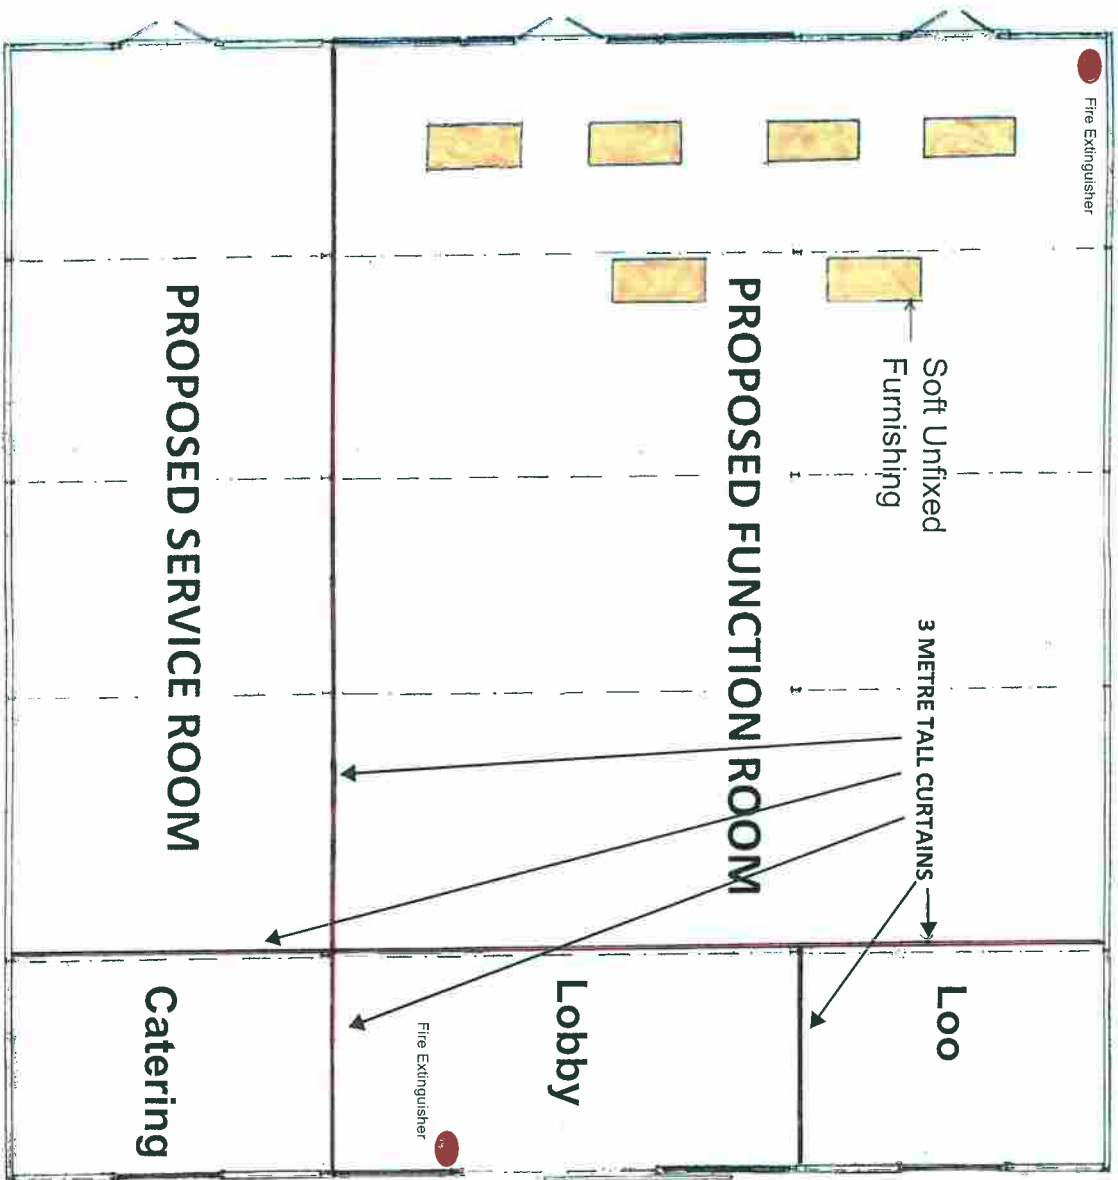 Fire Extinguisher
Soft Unfixed
Furnishing
3 METRE TALL CURTAINS
PROPOSED FUNCTION ROOM
PROPOSED SERVICE ROOM
Loo
Lobby
Fire Extinguisher
Catering